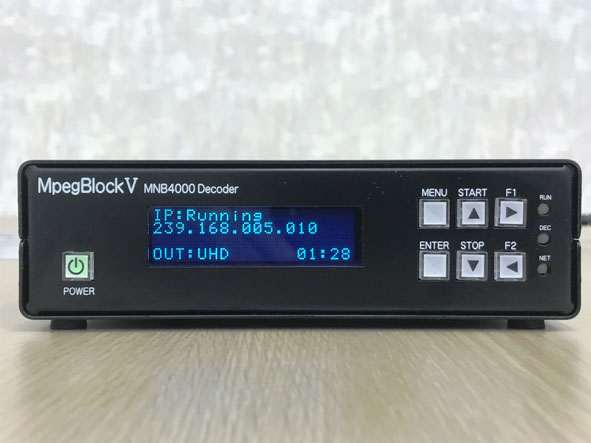 MpegBlock V MNB4000 Decoder
IP:Running
239.168.005.010
OUT:UHD 01:28
POWER
MENU START F1
ENTER STOP F2
RUN
DEC
NET